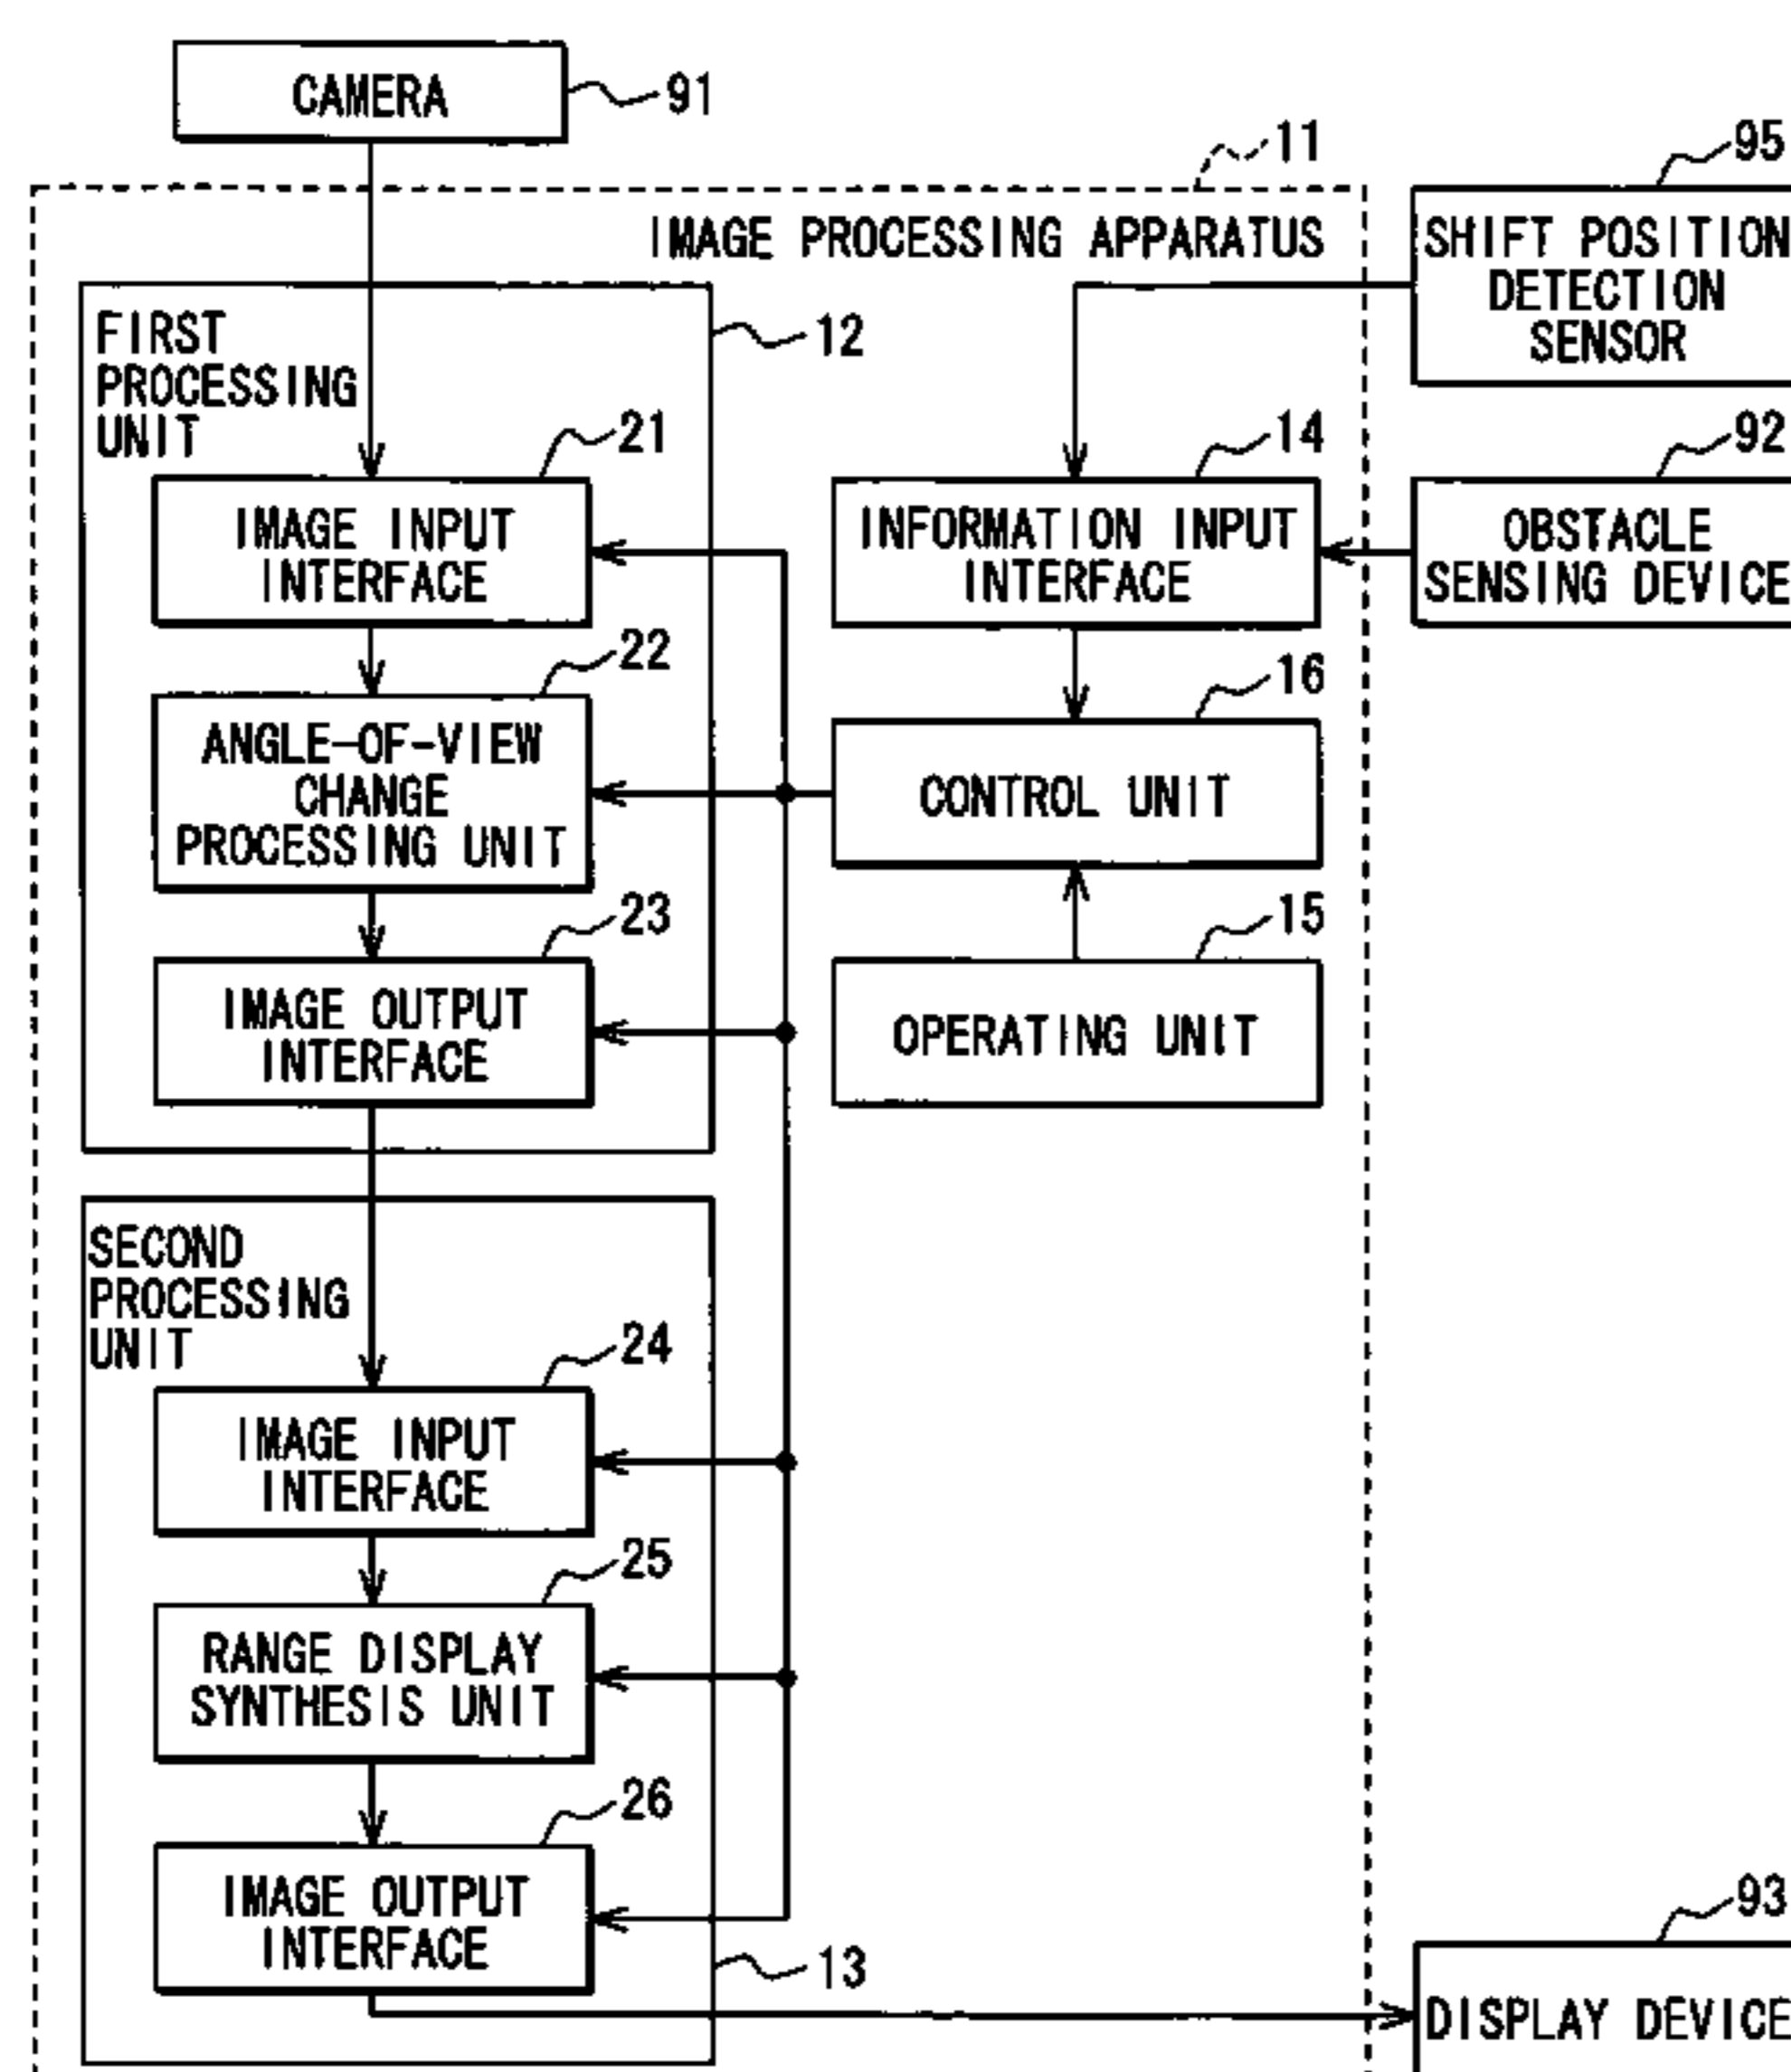 CAMERA
91
11
95
IMAGE PROCESSING APPARATUS
SHIFT POSITION
DETECTION
SENSOR
FIRST
PROCESSING
UNIT
12
21
14
92
IMAGE INPUT
INTERFACE
INFORMATION INPUT
INTERFACE
OBSTACLE
SENSING DEVICE
22
16
ANGLE-OF-VIEW
CHANGE
PROCESSING UNIT
CONTROL UNIT
23
15
IMAGE OUTPUT
INTERFACE
OPERATING UNIT
SECOND
PROCESSING
UNIT
24
IMAGE INPUT
INTERFACE
25
RANGE DISPLAY
SYNTHESIS UNIT
26
IMAGE OUTPUT
INTERFACE
13
93
DISPLAY DEVICE